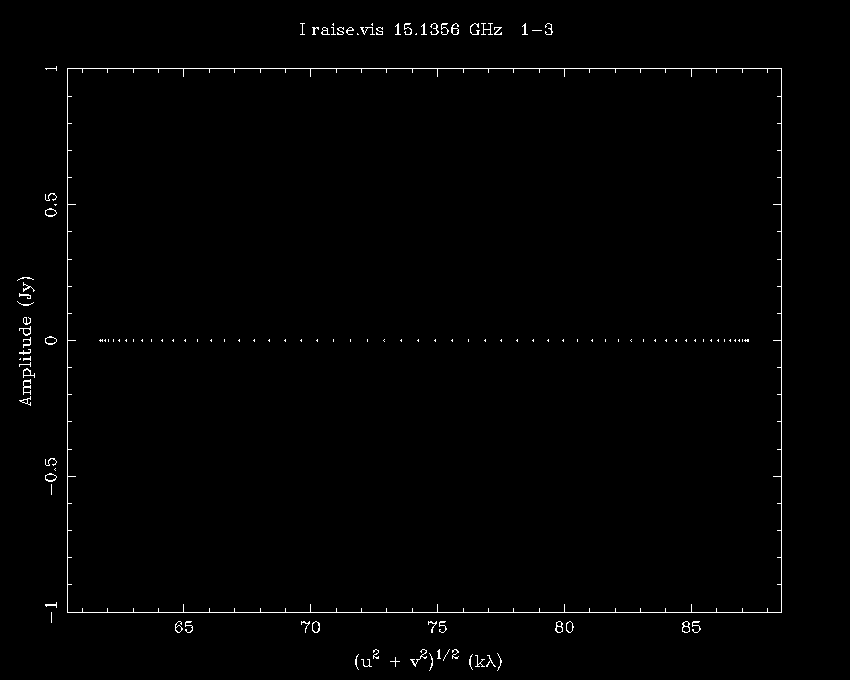 I raise.vis 15.1356 GHz 1−3
1
0.5
0
−0.5
−1
Amplitude (Jy)
65 70 75 80 85
(u² + v²)¹/² (kλ)